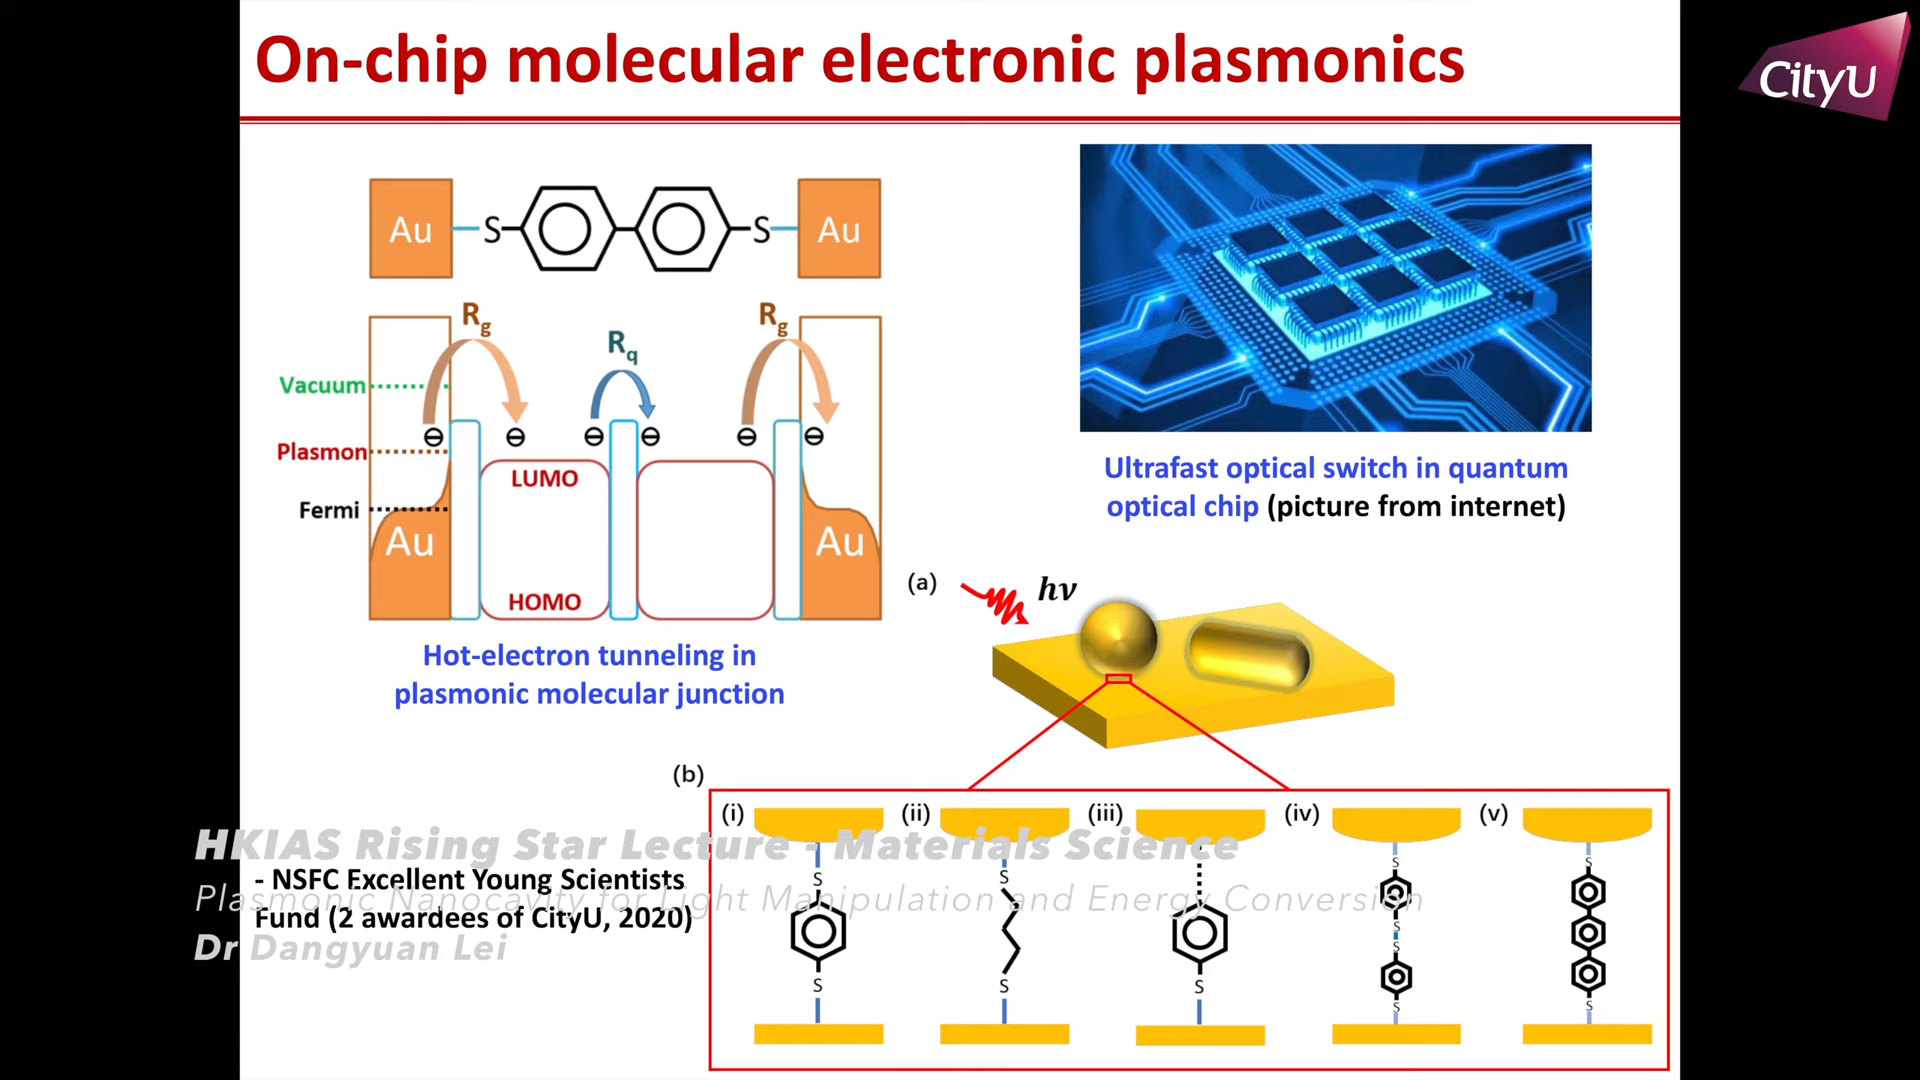 On-chip molecular electronic plasmonics
CityU
Au
S
S
Au
Rg
Rq
Rg
Vacuum
Plasmon
Fermi
LUMO
HOMO
Au
Au
Hot-electron tunneling in
plasmonic molecular junction
Ultrafast optical switch in quantum
optical chip (picture from internet)
(a)
hν
(b)
(i)
(ii)
(iii)
(iv)
(v)
S
S
S
S
S
S
S
S
S
S
S
HKIAS Rising Star Lecture - Materials Science
- NSFC Excellent Young Scientists
Plasmonic Nanocavity for Light Manipulation and Energy Conversion
Fund (2 awardees of CityU, 2020)
Dr Dangyuan Lei